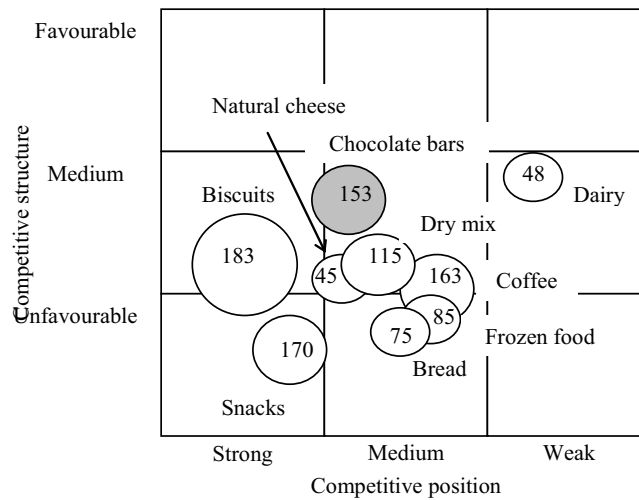 Favourable
Natural cheese
Chocolate bars
Medium
48
Biscuits
153
Dairy
Dry mix
183
115
45
163
Coffee
Unfavourable
85
75
Frozen food
170
Bread
Snacks
Strong
Medium
Weak
Competitive position
Competitive structure